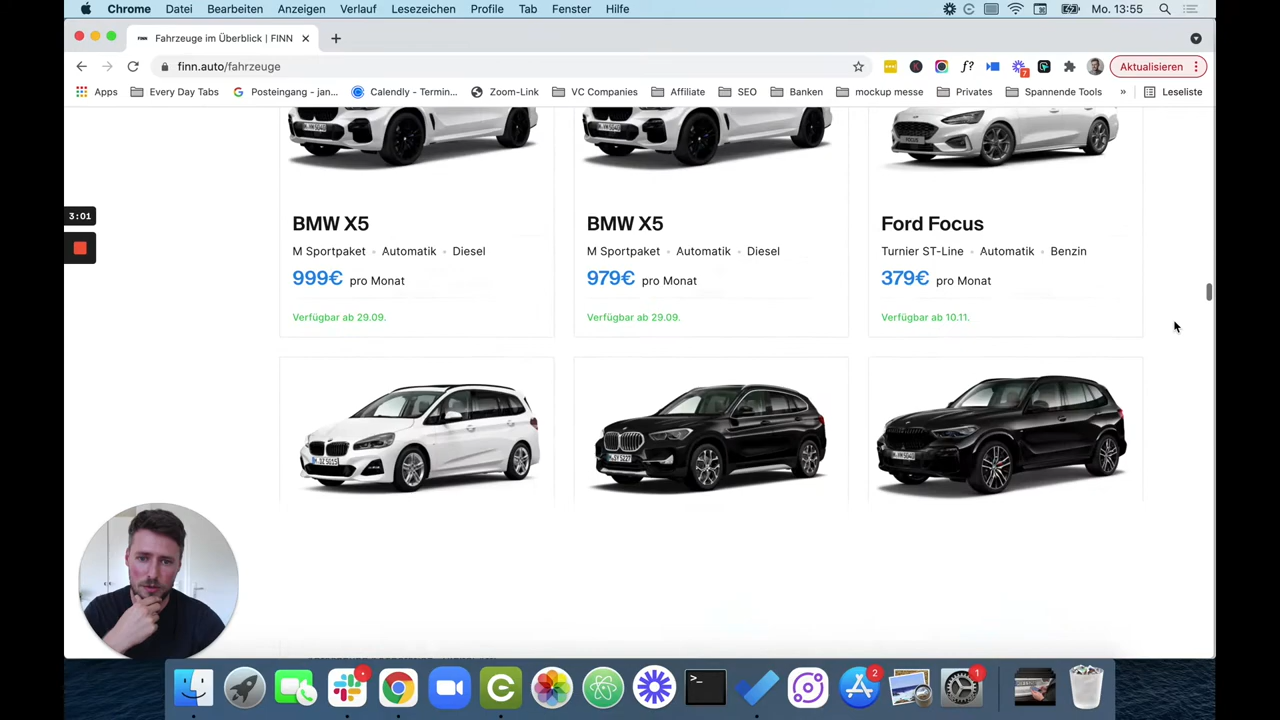 Chrome Datei Bearbeiten Anzeigen Verlauf Lesezeichen Profile Tab Fenster Hilfe Mo. 13:55
Fahrzeuge im Überblick | FINN
finn.auto/fahrzeuge f? 7 Aktualisieren
Apps Every Day Tabs Posteingang - jan... Calendly - Termin... Zoom-Link VC Companies Affiliate SEO Banken mockup messe Privates Spannende Tools » Leseliste
3:01
BMW X5 BMW X5 Ford Focus
M Sportpaket • Automatik • Diesel M Sportpaket • Automatik • Diesel Turnier ST-Line • Automatik • Benzin
999€ pro Monat 979€ pro Monat 379€ pro Monat
Verfügbar ab 29.09. Verfügbar ab 29.09. Verfügbar ab 10.11.
2 1